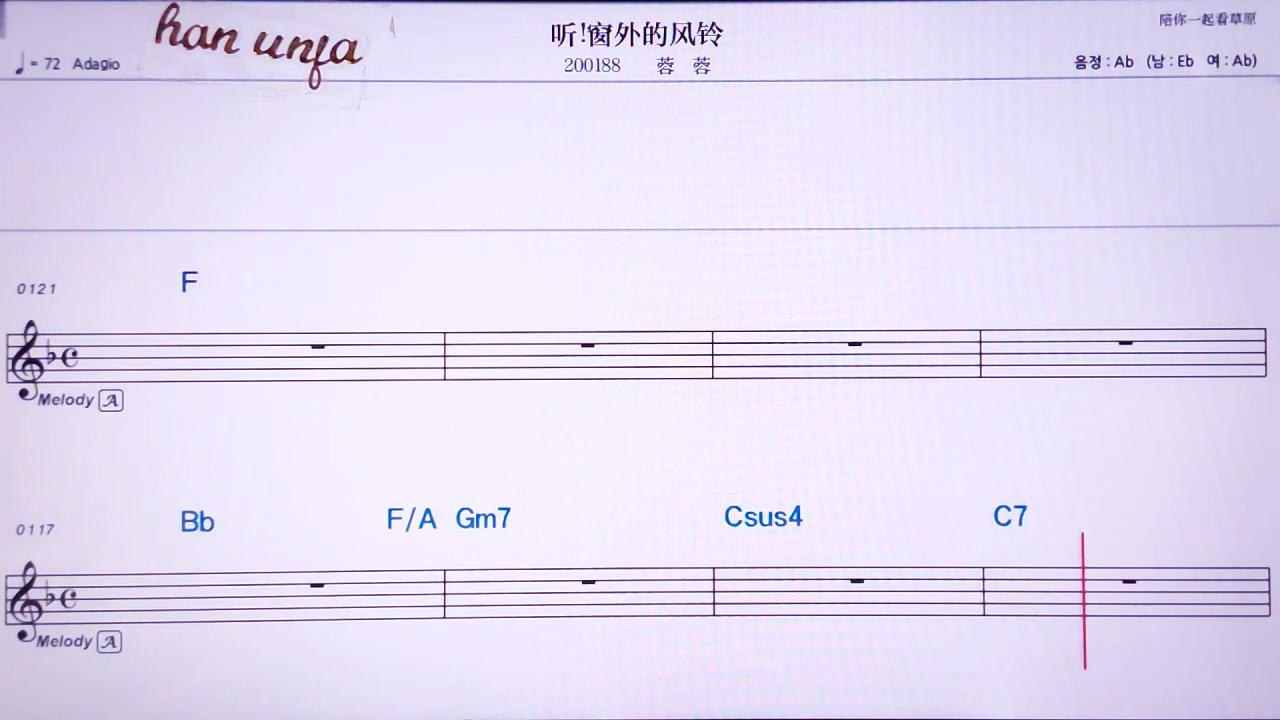 han unfa
听!窗外的风铃
陪你一起看草原
♩= 72 Adagio
200188 蓉 蓉
음정 : Ab (남 : Eb 여 : Ab)
0121
F
Melody A
0117
Bb F/A Gm7 Csus4 C7
Melody A